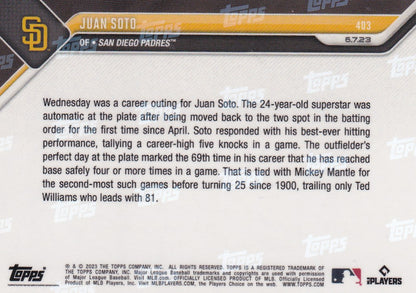 SD
JUAN SOTO
403
OF • SAN DIEGO PADRES™
6.7.23
Wednesday was a career outing for Juan Soto. The 24-year-old superstar was
automatic at the plate after being moved back to the two spot in the batting
order for the first time since April. Soto responded with his best-ever hitting
performance, tallying a career-high five knocks in a game. The outfielder's
perfect day at the plate marked the 69th time in his career that he has reached
base safely four or more times in a game. That is tied with Mickey Mantle for
the second-most such games before turning 25 since 1900, trailing only Ted
Williams who leads with 81.
® & © 2023 THE TOPPS COMPANY, INC. ALL RIGHTS RESERVED. TOPPS IS A REGISTERED TRADEMARK OF
THE TOPPS COMPANY, INC. Major League Baseball trademarks and copyrights are used with permission
of Major League Baseball. Visit MLB.com. OFFICIALLY LICENSED PRODUCT OF MLB Players, Inc.
Visit MLBPLAYERS.com. OFFICIALLY LICENSED PRODUCT. WWW.TOPPS.COM
Topps
MLB PLAYERS